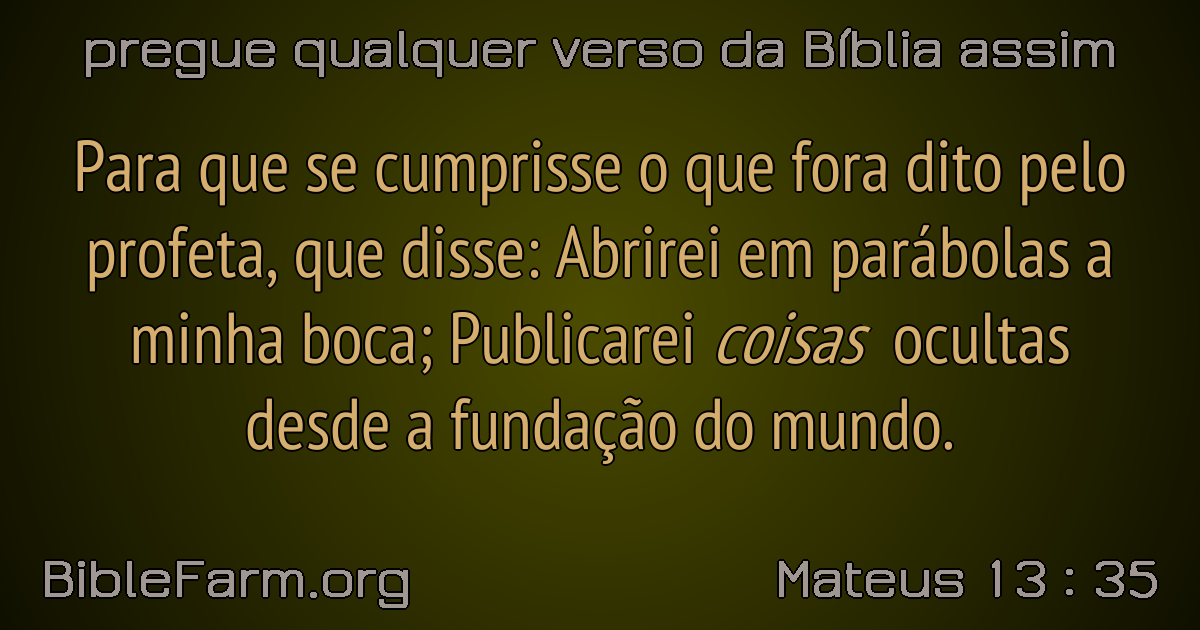 pregue qualquer verso da Bíblia assim
Para que se cumprisse o que fora dito pelo
profeta, que disse: Abrirei em parábolas a
minha boca; Publicarei coisas ocultas
desde a fundação do mundo.
BibleFarm.org
Mateus 13 : 35